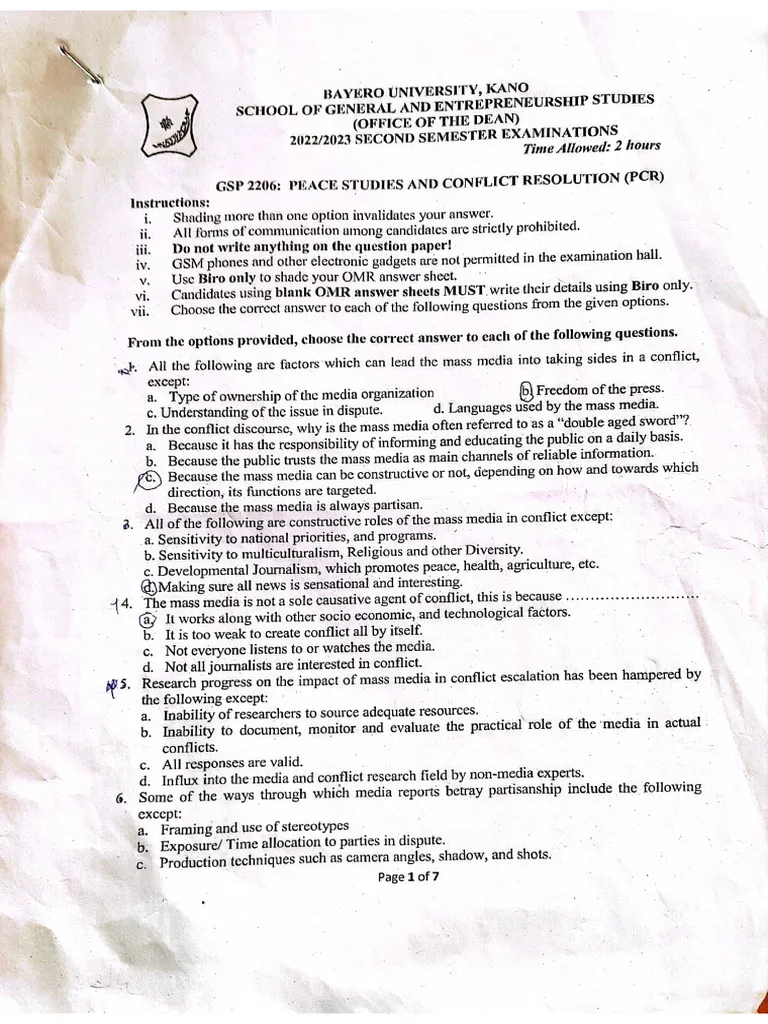 BAYERO UNIVERSITY, KANO
SCHOOL OF GENERAL AND ENTREPRENEURSHIP STUDIES
(OFFICE OF THE DEAN)
2022/2023 SECOND SEMESTER EXAMINATIONS
Time Allowed: 2 hours
GSP 2206: PEACE STUDIES AND CONFLICT RESOLUTION (PCR)
Instructions:
i. Shading more than one option invalidates your answer.
ii. All forms of communication among candidates are strictly prohibited.
iii. Do not write anything on the question paper!
iv. GSM phones and other electronic gadgets are not permitted in the examination hall.
v. Use Biro only to shade your OMR answer sheet.
vi. Candidates using blank OMR answer sheets MUST write their details using Biro only.
vii. Choose the correct answer to each of the following questions from the given options.
From the options provided, choose the correct answer to each of the following questions.
1. All the following are factors which can lead the mass media into taking sides in a conflict,
except:
a. Type of ownership of the media organization b. Freedom of the press.
c. Understanding of the issue in dispute. d. Languages used by the mass media.
2. In the conflict discourse, why is the mass media often referred to as a “double aged sword”?
a. Because it has the responsibility of informing and educating the public on a daily basis.
b. Because the public trusts the mass media as main channels of reliable information.
c. Because the mass media can be constructive or not, depending on how and towards which
direction, its functions are targeted.
d. Because the mass media is always partisan.
3. All of the following are constructive roles of the mass media in conflict except:
a. Sensitivity to national priorities, and programs.
b. Sensitivity to multiculturalism, Religious and other Diversity.
c. Developmental Journalism, which promotes peace, health, agriculture, etc.
d. Making sure all news is sensational and interesting.
4. The mass media is not a sole causative agent of conflict, this is because ..........................
a. It works along with other socio economic, and technological factors.
b. It is too weak to create conflict all by itself.
c. Not everyone listens to or watches the media.
d. Not all journalists are interested in conflict.
5. Research progress on the impact of mass media in conflict escalation has been hampered by
the following except:
a. Inability of researchers to source adequate resources.
b. Inability to document, monitor and evaluate the practical role of the media in actual
conflicts.
c. All responses are valid.
d. Influx into the media and conflict research field by non-media experts.
6. Some of the ways through which media reports betray partisanship include the following
except:
a. Framing and use of stereotypes
b. Exposure/ Time allocation to parties in dispute.
c. Production techniques such as camera angles, shadow, and shots.
Page 1 of 7